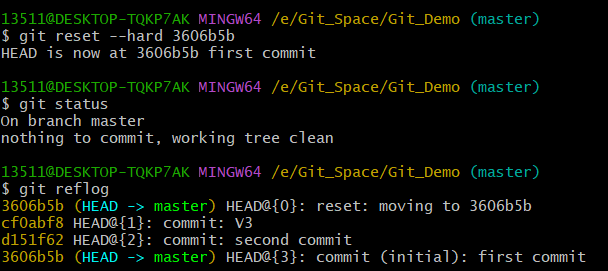 13511@DESKTOP-TQKP7AK MINGW64 /e/Git_Space/Git_Demo (master)
$ git reset --hard 3606b5b
HEAD is now at 3606b5b first commit
13511@DESKTOP-TQKP7AK MINGW64 /e/Git_Space/Git_Demo (master)
$ git status
On branch master
nothing to commit, working tree clean
13511@DESKTOP-TQKP7AK MINGW64 /e/Git_Space/Git_Demo (master)
$ git reflog
3606b5b (HEAD -> master) HEAD@{0}: reset: moving to 3606b5b
cf0abf8 HEAD@{1}: commit: V3
d151f62 HEAD@{2}: commit: second commit
3606b5b (HEAD -> master) HEAD@{3}: commit (initial): first commit